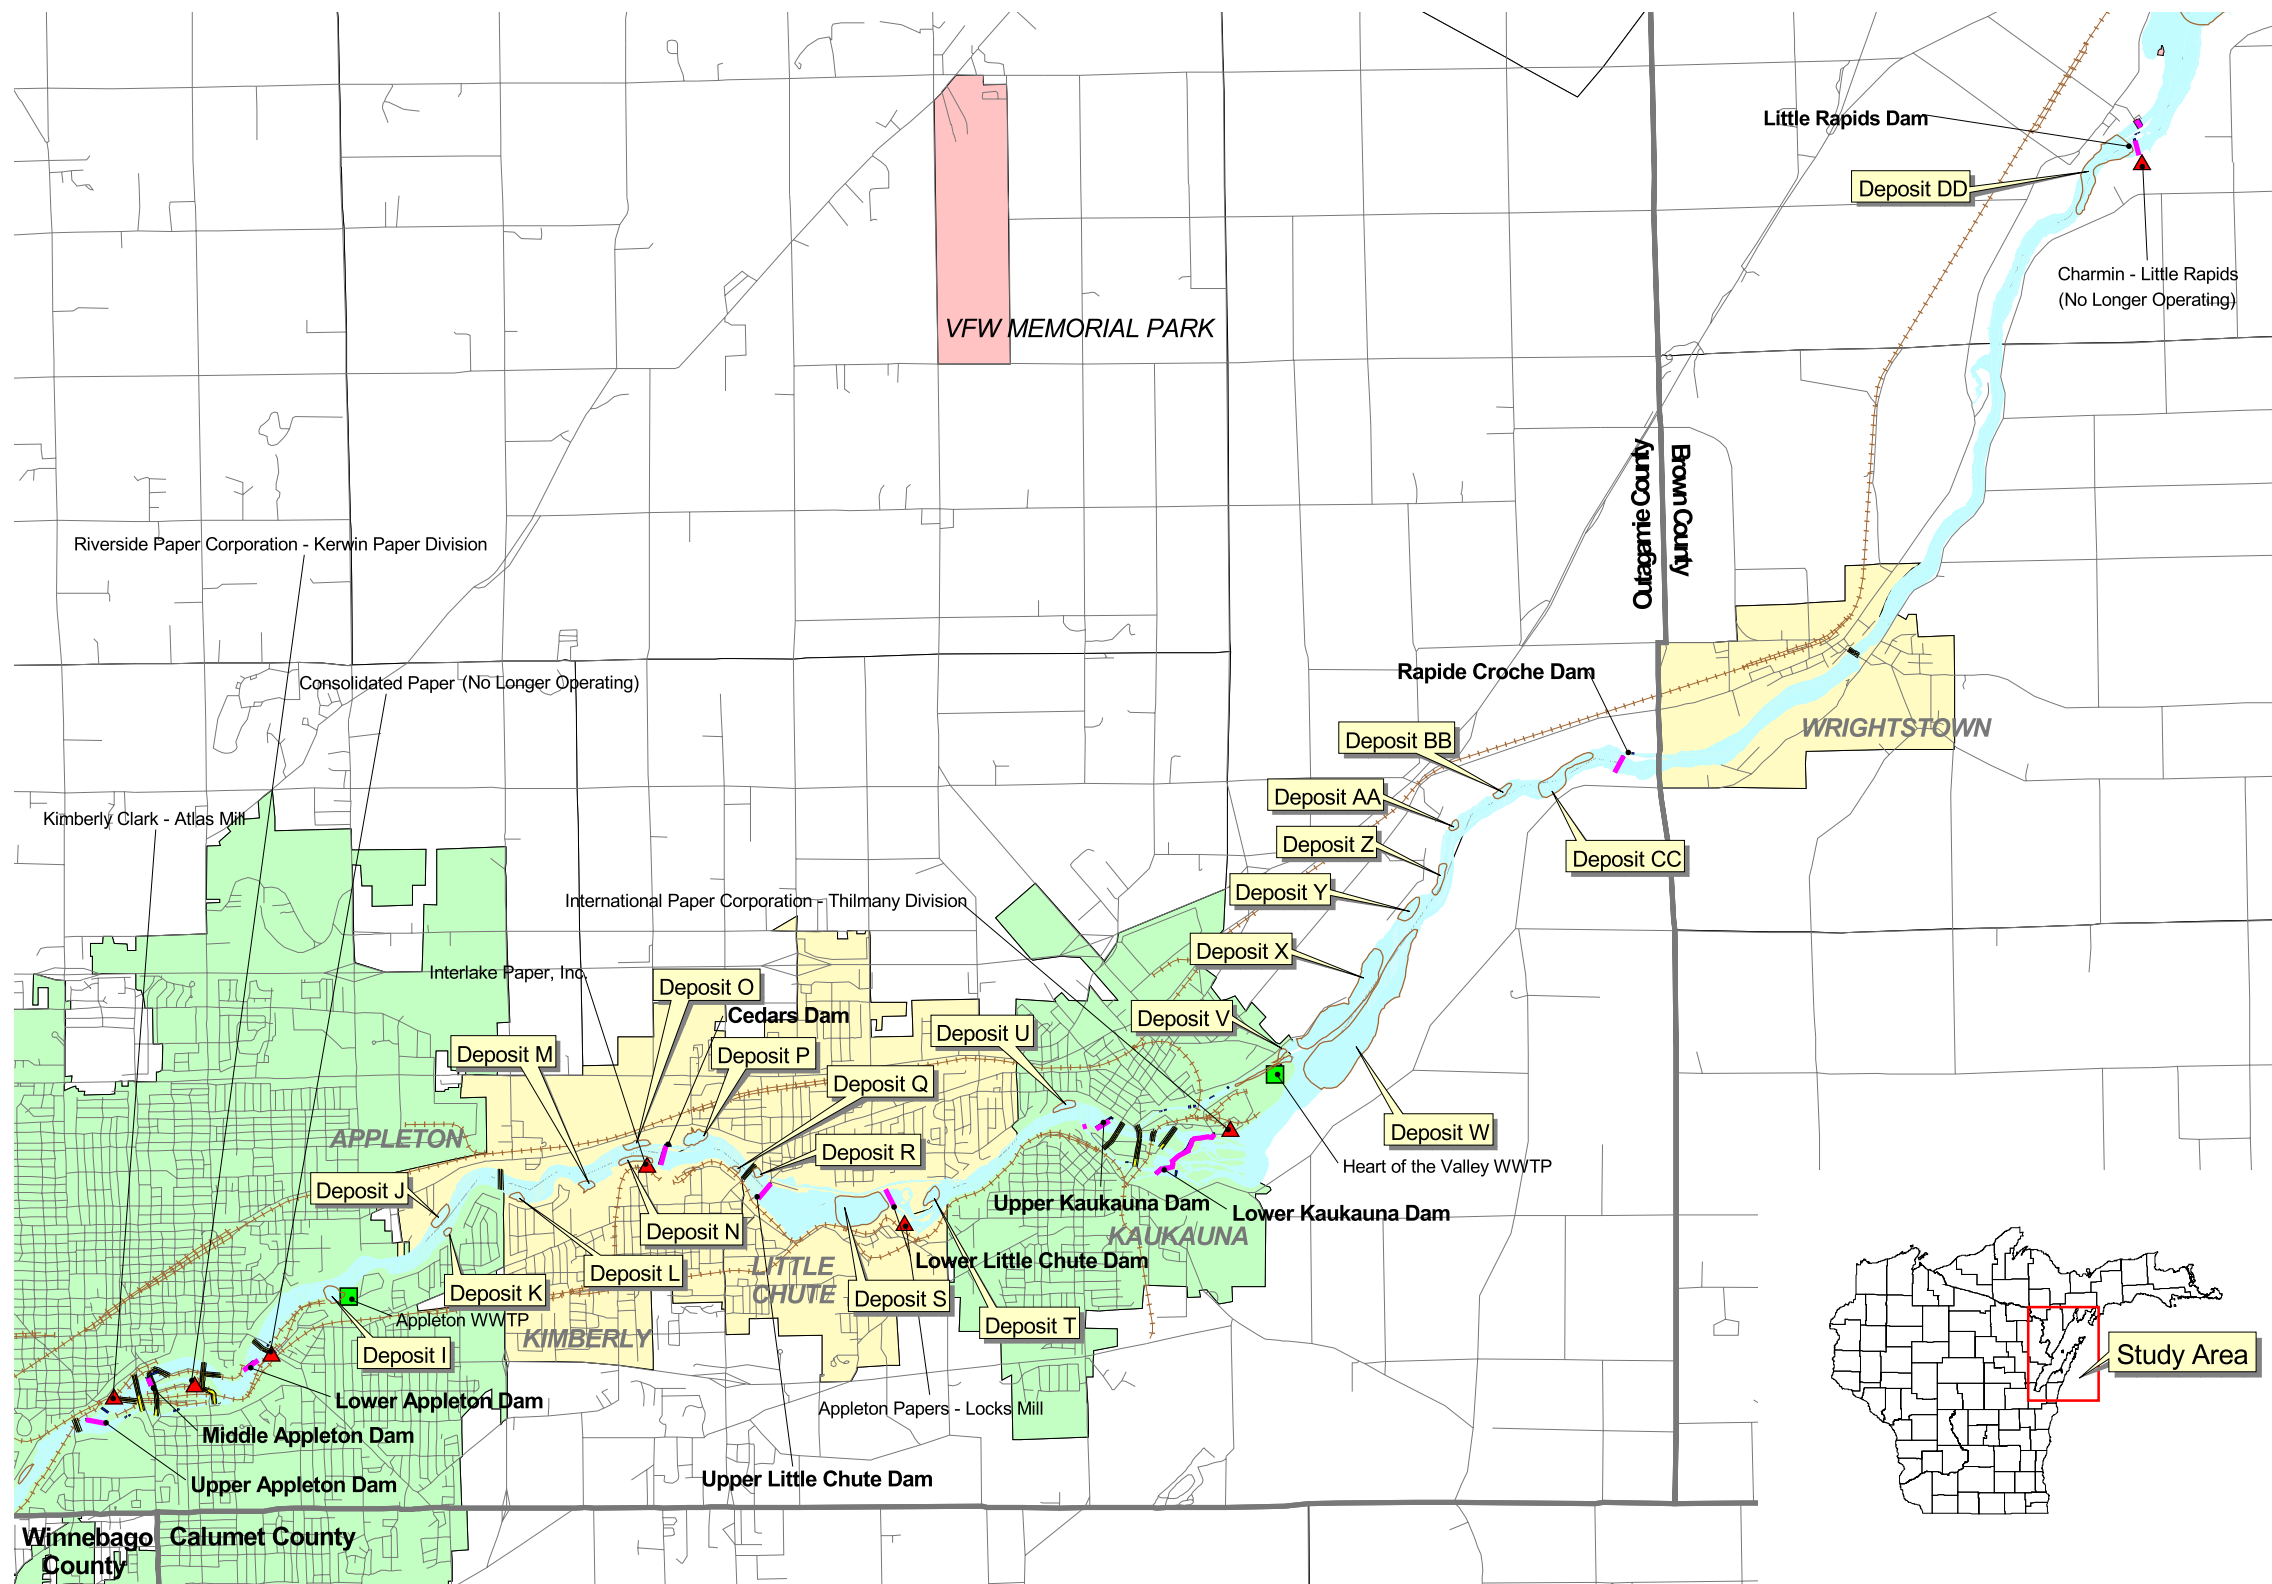 Little Rapids Dam
Deposit DD
Charmin - Little Rapids
(No Longer Operating)
VFW MEMORIAL PARK
Outagamie County
Brown County
Riverside Paper Corporation - Kerwin Paper Division
Consolidated Paper (No Longer Operating)
Rapide Croche Dam
WRIGHTSTOWN
Deposit BB
Deposit AA
Kimberly Clark - Atlas Mill
Deposit Z
Deposit CC
Deposit Y
International Paper Corporation - Thilmany Division
Deposit X
Interlake Paper, Inc.
Deposit O
Cedars Dam
Deposit V
Deposit U
Deposit M
Deposit P
Deposit Q
Deposit W
APPLETON
Deposit R
Heart of the Valley WWTP
Deposit J
Upper Kaukauna Dam
Lower Kaukauna Dam
Deposit N
KAUKAUNA
Lower Little Chute Dam
LITTLE
CHUTE
Deposit L
Deposit K
Deposit S
Appleton WWTP
Deposit T
KIMBERLY
Deposit I
Study Area
Lower Appleton Dam
Appleton Papers - Locks Mill
Middle Appleton Dam
Upper Little Chute Dam
Upper Appleton Dam
Winnebago
County
Calumet County